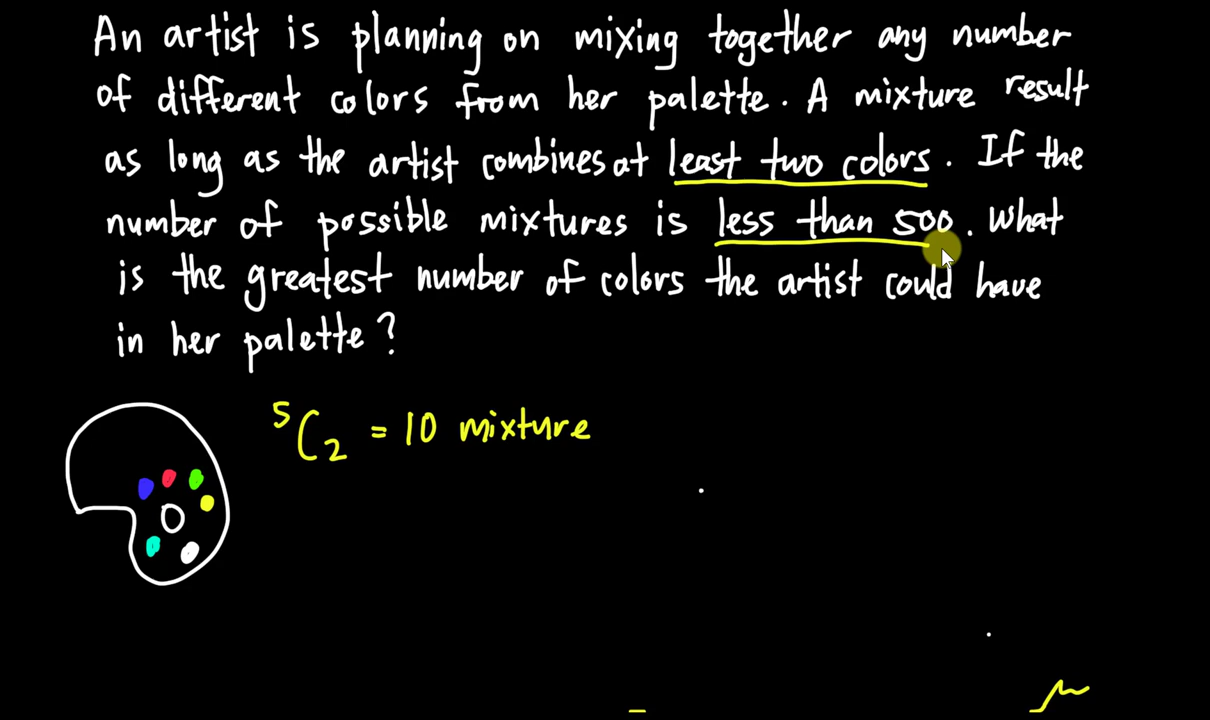 An artist is planning on mixing together any number
of different colors from her palette. A mixture result
as long as the artist combines at least two colors. If the
number of possible mixtures is less than 500. What
is the greatest number of colors the artist could have
in her palette?
⁵C₂ = 10 mixture